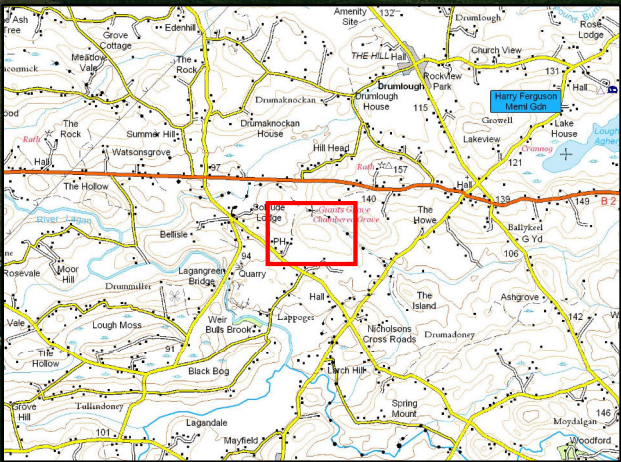 Amenity
Site
132
Drumlough
Rose
Lodge
e Ash
Tree
Grove
Cottage
Edenhill
The
Rock
THE HILL
Hall
Church View
Meadow
Vale
Drumlough
Rockview
Park
131
Hall
Drumaknockan
Drumlough
House
115
Harry Ferguson
Meml Gdn
The
Rock
Summer Hill
Drumaknockan
House
Growell
Lake
House
Lough
Agher
Rath
Watsonsgrove
Hill Head
Lakeview
Crannog
Hall
97
Rath
157
121
The Hollow
140
Hall
139
149
B 2
River Lagan
Solitude
Lodge
Giants Grave
Chambered Grave
The
Howe
Bellisle
PH
Ballykeel
G Yd
Rosevale
Moor
Hill
94
106
Lagangreen
Bridge
Quarry
Drummiller
Hall
The
Island
Ashgrove
Weir
Bulls Brook
Lappoges
142
Vale
Lough Moss
Nicholsons
Cross Roads
Drumadoney
The
Hollow
91
Black Bog
Larch Hill
Grove
Hill
Tullindoney
Spring
Mount
146
Moydalgan
101
Lagandale
Mayfield
Woodford